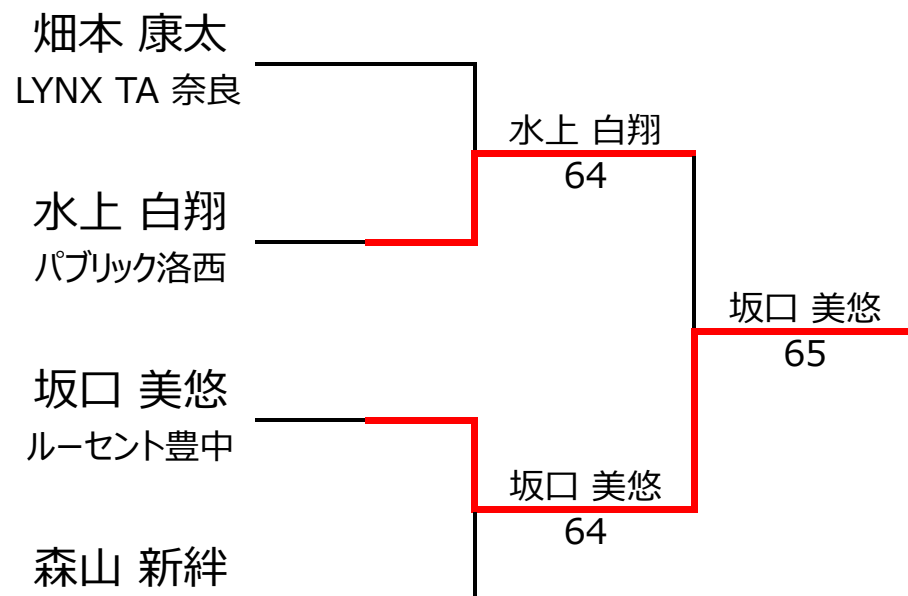 畑本 康太
LYNX TA 奈良
水上 白翔
64
水上 白翔
パブリック洛西
坂口 美悠
65
坂口 美悠
ルーセント豊中
坂口 美悠
64
森山 新絆